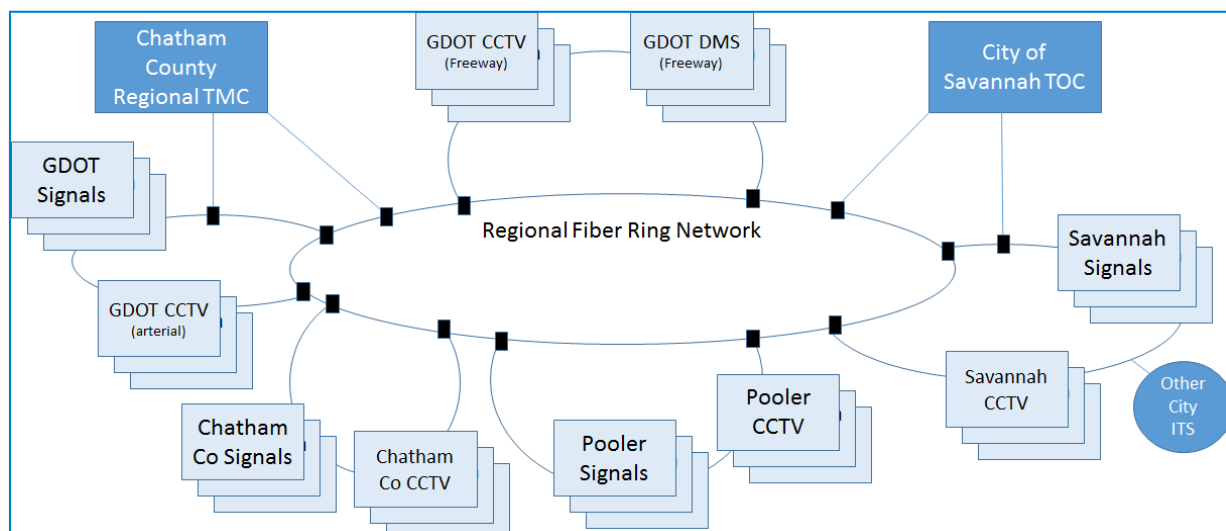 Chatham
County
Regional TMC
GDOT CCTV
(Freeway)
GDOT DMS
(Freeway)
City of
Savannah TOC
GDOT
Signals
Regional Fiber Ring Network
Savannah
Signals
GDOT CCTV
(arterial)
Savannah
CCTV
Other
City
ITS
Pooler
CCTV
Chatham
Co Signals
Chatham
Co CCTV
Pooler
Signals